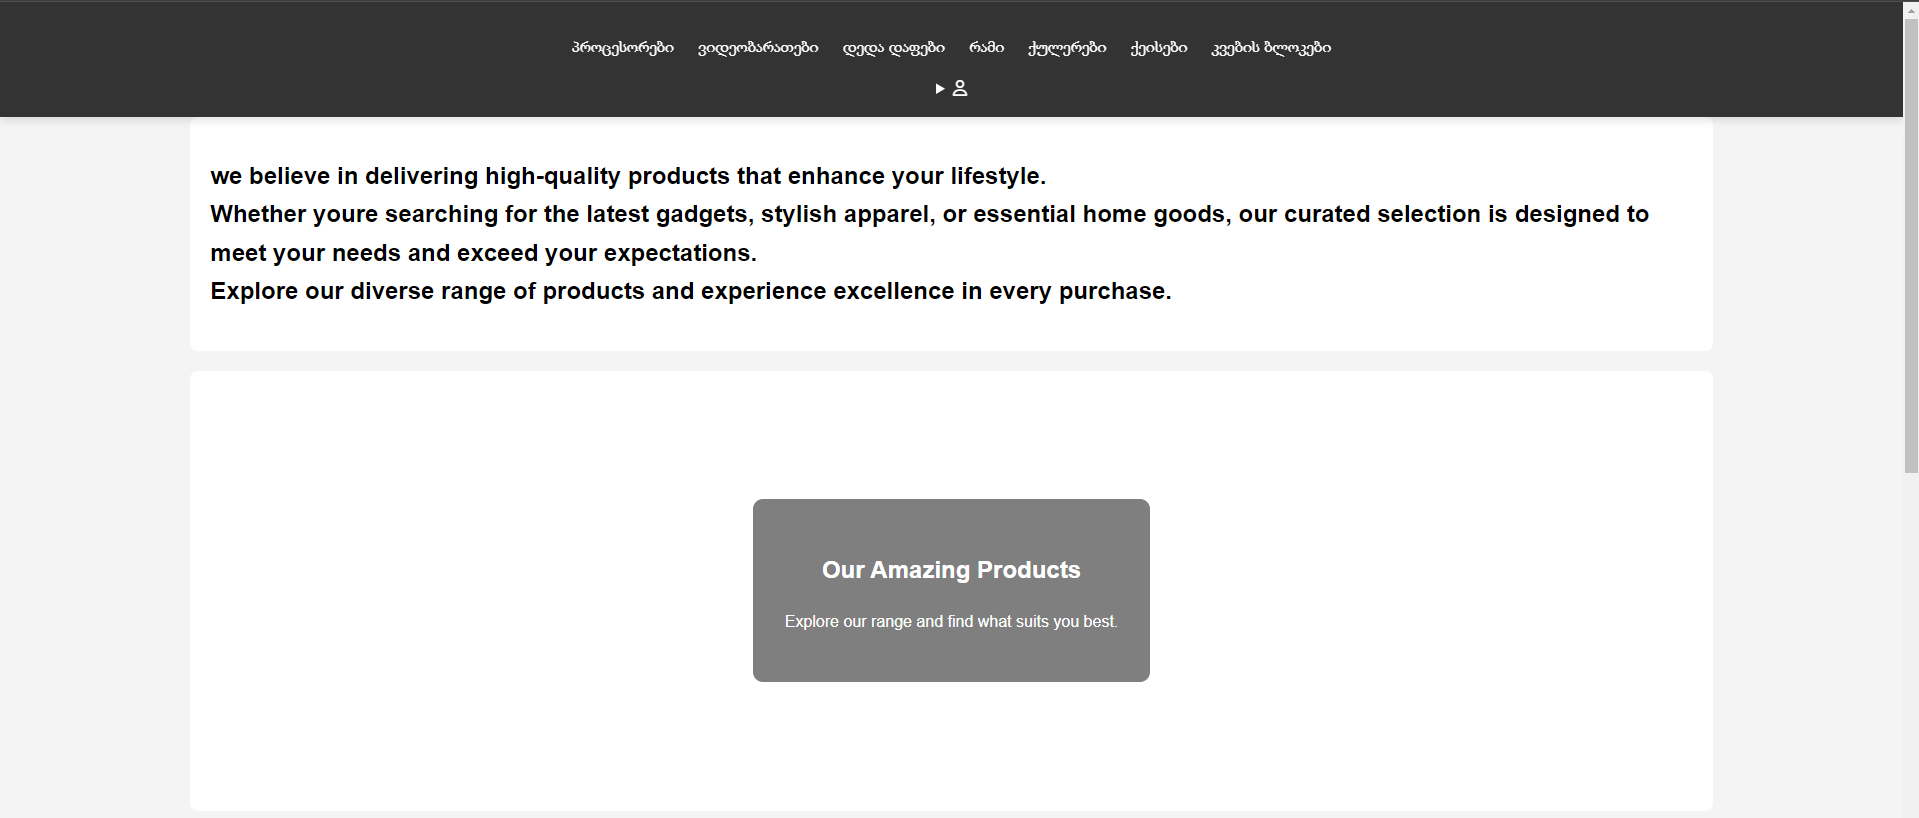 პროცესორები ვიდეობარათები დედა დაფები რამი ქულერები ქეისები კვების ბლოკები
we believe in delivering high-quality products that enhance your lifestyle.
Whether youre searching for the latest gadgets, stylish apparel, or essential home goods, our curated selection is designed to
meet your needs and exceed your expectations.
Explore our diverse range of products and experience excellence in every purchase.
Our Amazing Products
Explore our range and find what suits you best.